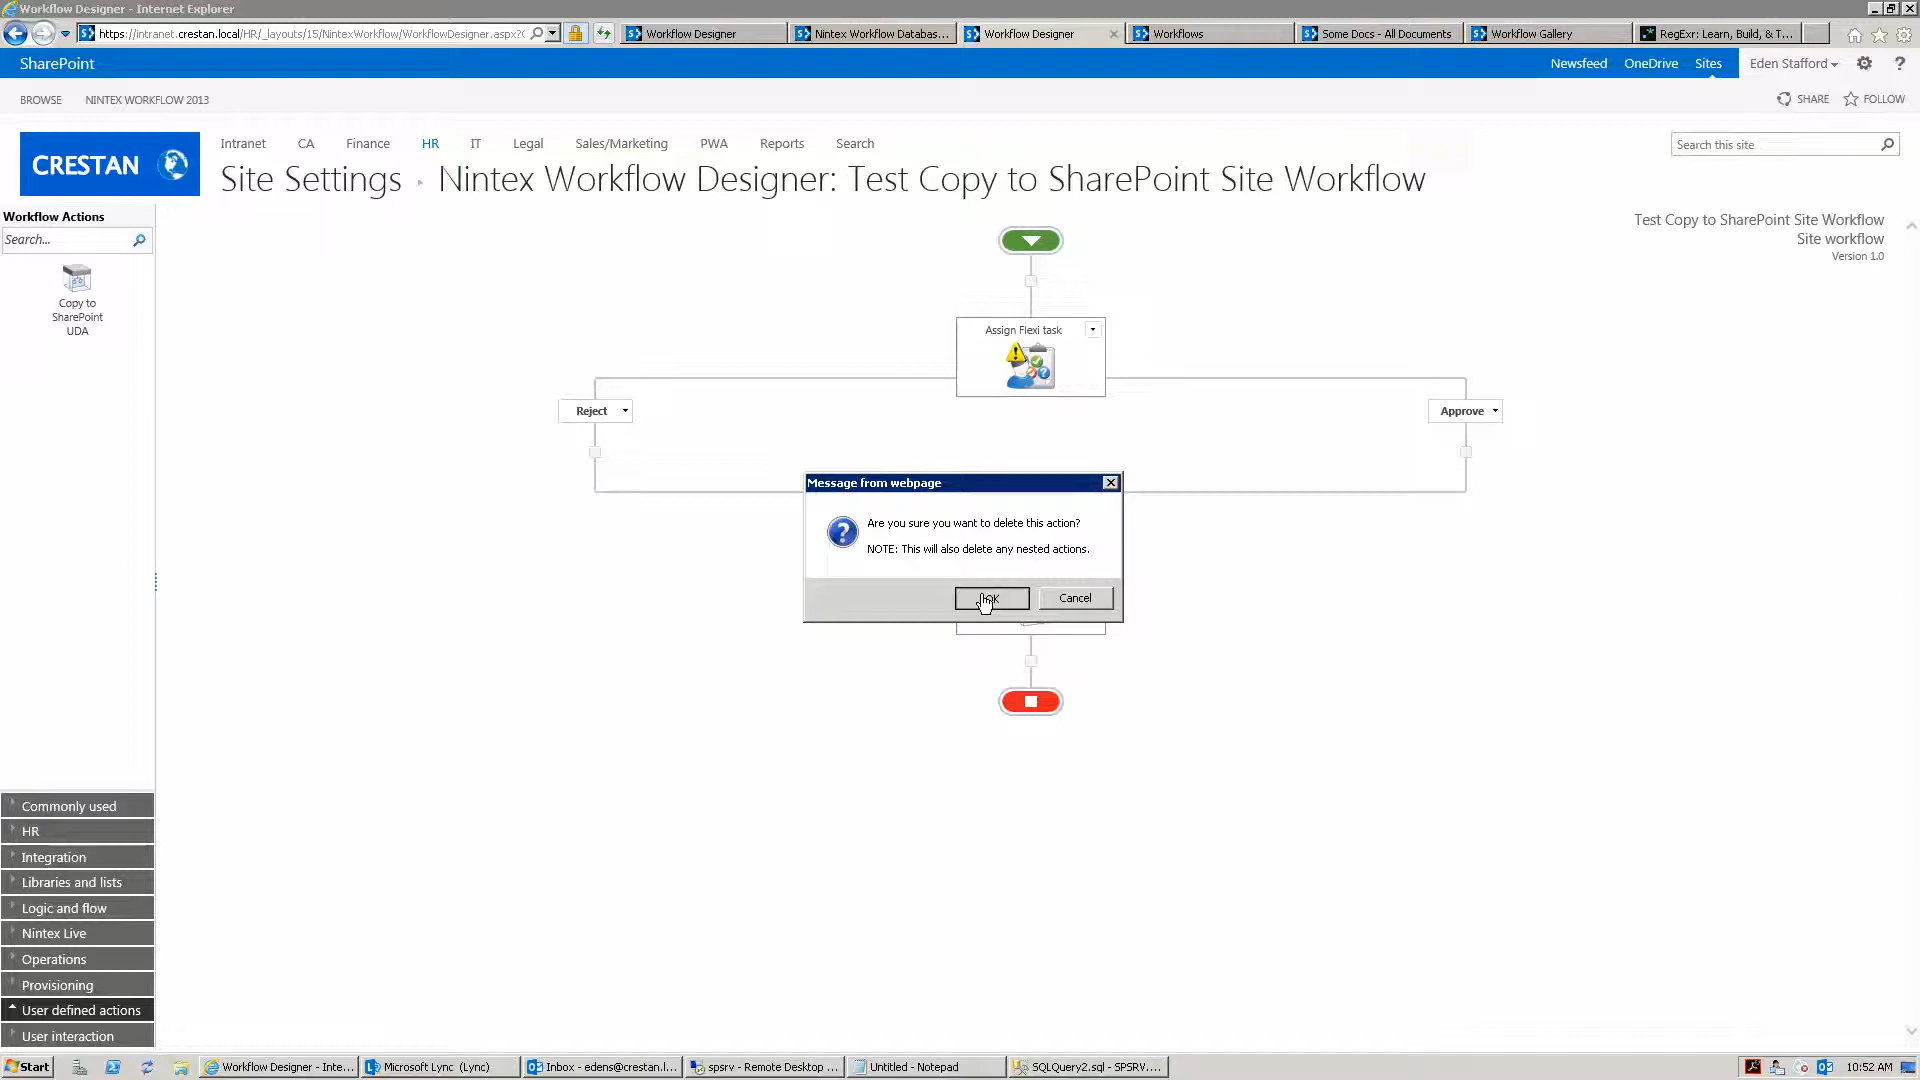 Workflow Designer - Internet Explorer
https://intranet.crestan.local/HR/_layouts/15/NintexWorkflow/WorkflowDesigner.aspx?
Workflow Designer
Nintex Workflow Databas...
Workflow Designer
Workflows
Some Docs - All Documents
Workflow Gallery
RegExr: Learn, Build, & T...
SharePoint
Newsfeed
OneDrive
Sites
Eden Stafford
?
BROWSE
NINTEX WORKFLOW 2013
SHARE
FOLLOW
CRESTAN
Intranet
CA
Finance
HR
IT
Legal
Sales/Marketing
PWA
Reports
Search
Search this site
Site Settings
Nintex Workflow Designer: Test Copy to SharePoint Site Workflow
Workflow Actions
Search...
Copy to
SharePoint
UDA
Test Copy to SharePoint Site Workflow
Site workflow
Version 1.0
Assign Flexi task
Reject
Approve
Message from webpage
Are you sure you want to delete this action?
NOTE: This will also delete any nested actions.
OK
Cancel
Commonly used
HR
Integration
Libraries and lists
Logic and flow
Nintex Live
Operations
Provisioning
User defined actions
User interaction
Start
Workflow Designer - Inte...
Microsoft Lync (Lync)
Inbox - edens@crestan.l...
spsrv - Remote Desktop ...
Untitled - Notepad
SQLQuery2.sql - SPSRV....
10:52 AM